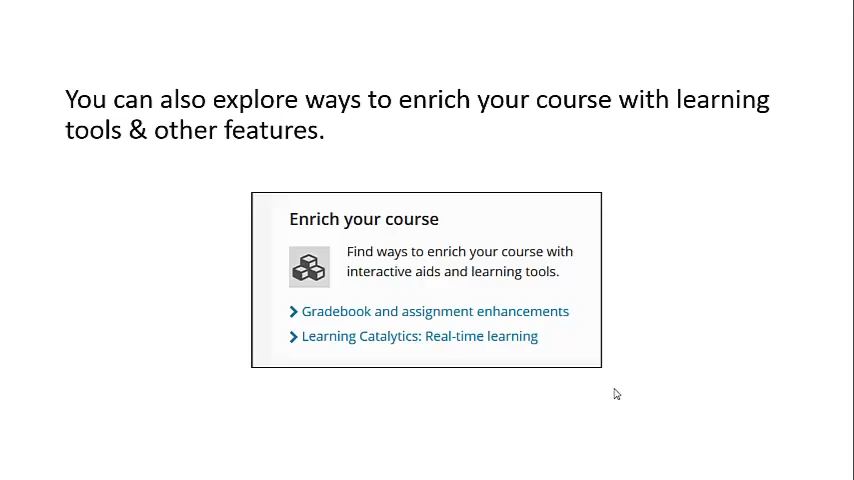 You can also explore ways to enrich your course with learning
tools & other features.
Enrich your course
Find ways to enrich your course with
interactive aids and learning tools.
Gradebook and assignment enhancements
Learning Catalytics: Real-time learning